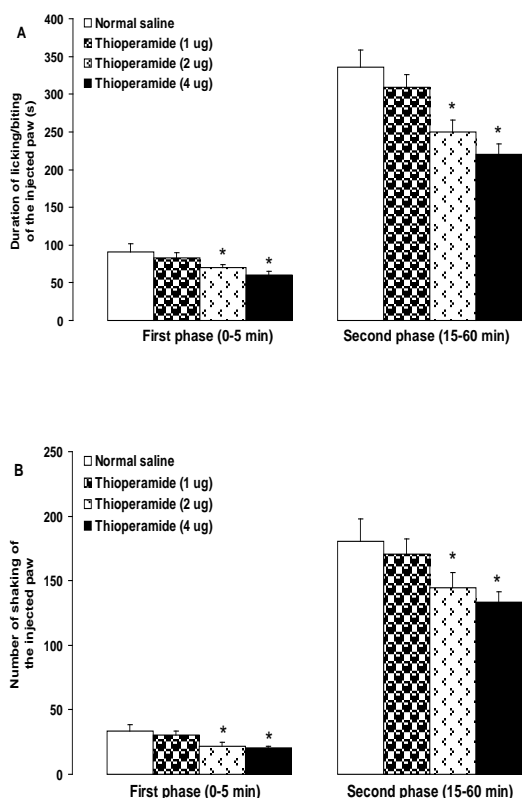 A
Normal saline
Thioperamide (1 ug)
Thioperamide (2 ug)
Thioperamide (4 ug)
Duration of licking/biting
of the injected paw (s)
400
350
300
250
200
150
100
50
0
* * * *
First phase (0-5 min) Second phase (15-60 min)
B
Normal saline
Thioperamide (1 ug)
Thioperamide (2 ug)
Thioperamide (4 ug)
Number of shaking of
the injected paw
250
200
150
100
50
0
* * * *
First phase (0-5 min) Second phase (15-60 min)